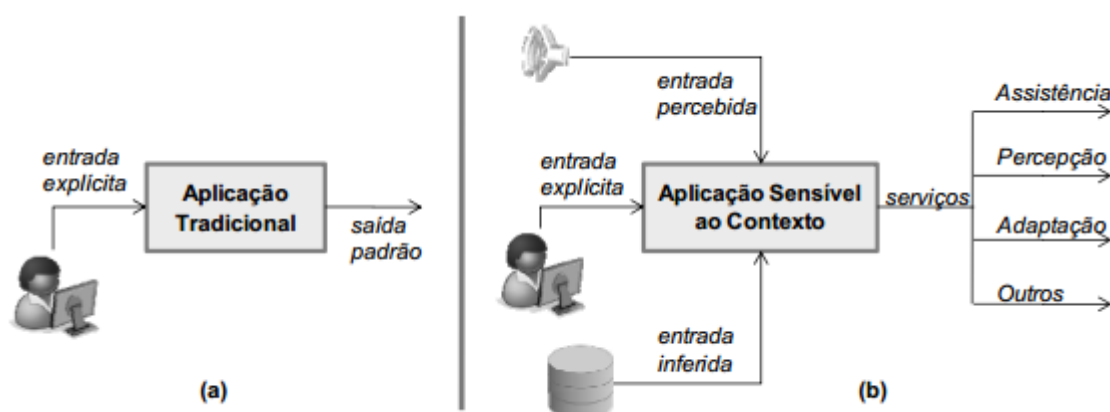 entrada
explícita
Aplicação
Tradicional
saída
padrão
(a)
entrada
percebida
entrada
explícita
Aplicação Sensível
ao Contexto
serviços
Assistência
Percepção
Adaptação
Outros
entrada
inferida
(b)